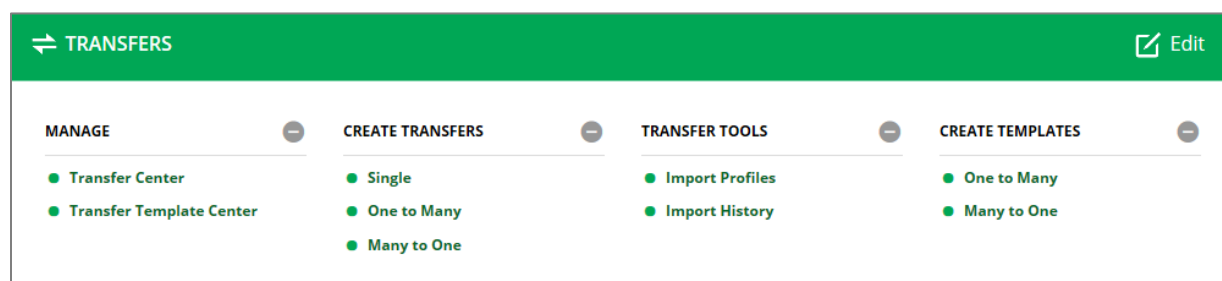 TRANSFERS
Edit
MANAGE
Transfer Center
Transfer Template Center
CREATE TRANSFERS
Single
One to Many
Many to One
TRANSFER TOOLS
Import Profiles
Import History
CREATE TEMPLATES
One to Many
Many to One